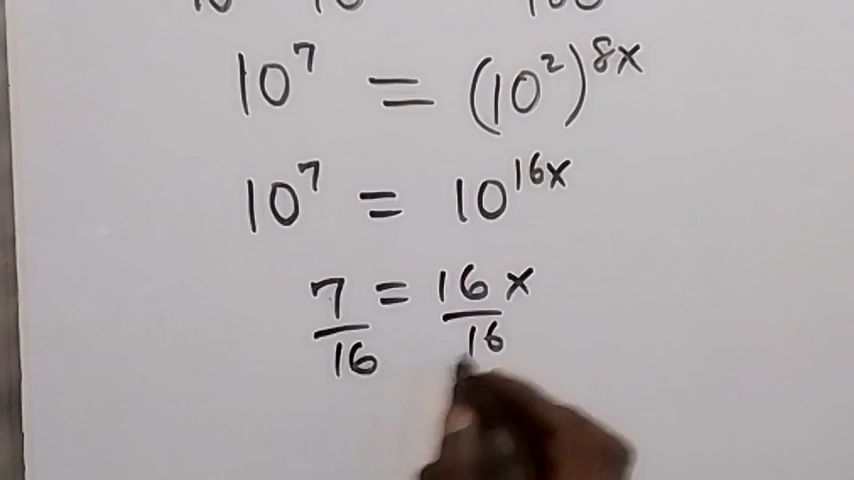 10⁷ = (10²)⁸ˣ
10⁷ = 10¹⁶ˣ
7/16 = 16x/16